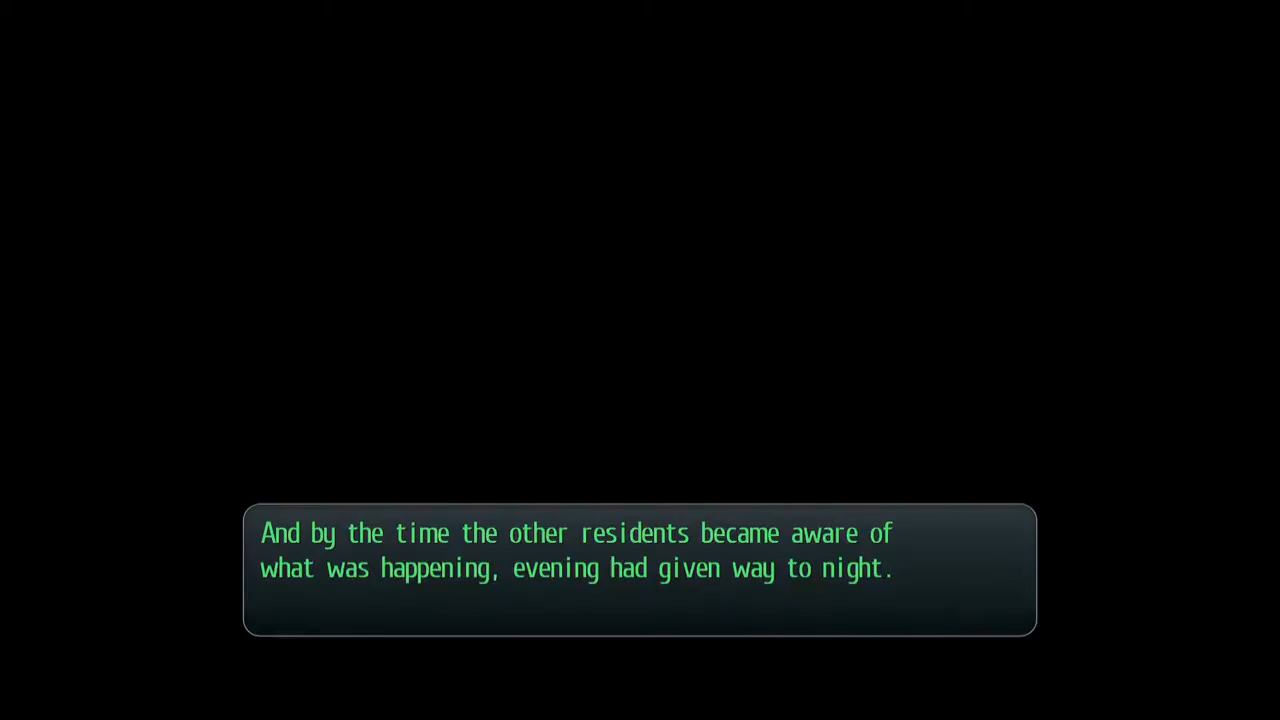 And by the time the other residents became aware of
what was happening, evening had given way to night.